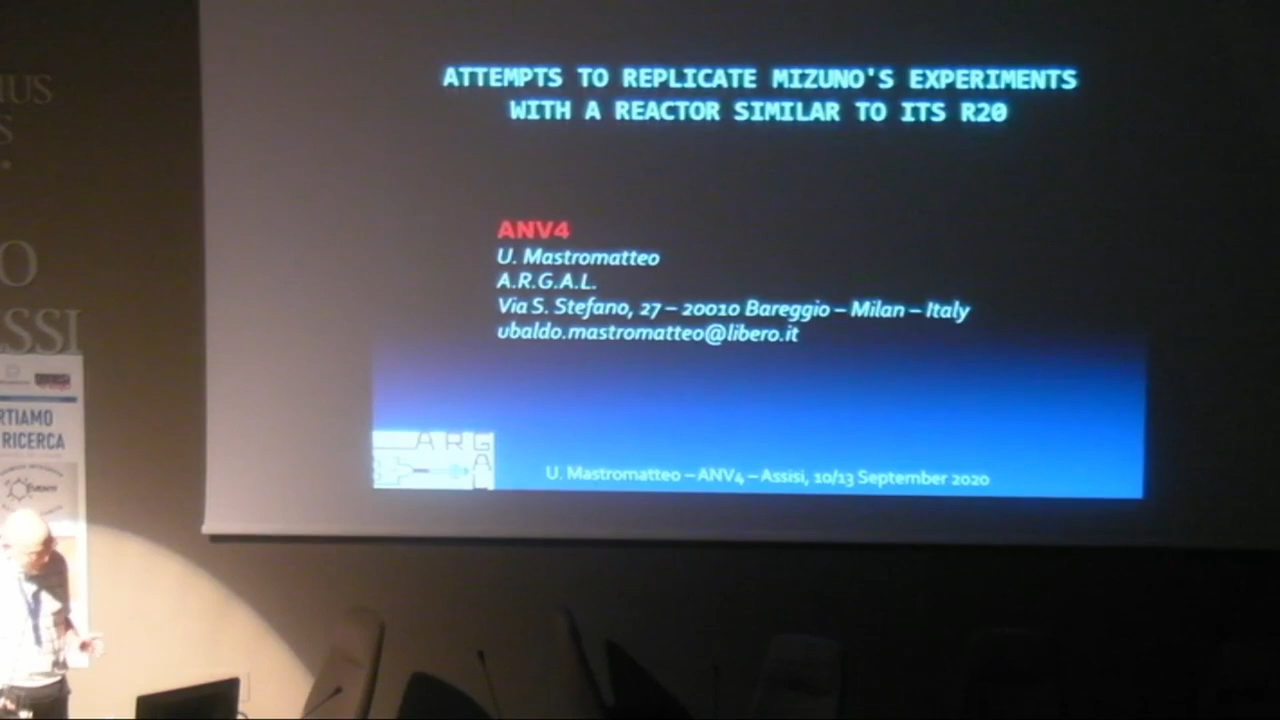 ATTEMPTS TO REPLICATE MIZUNO'S EXPERIMENTS
WITH A REACTOR SIMILAR TO ITS R20
ANV4
U. Mastromatteo
A.R.G.A.L.
Via S. Stefano, 27 – 20010 Bareggio – Milan – Italy
ubaldo.mastromatteo@libero.it
A R G
A
U. Mastromatteo – ANV4 – Assisi, 10/13 September 2020
IUS
S
O
SSI
RTIAMO
RICERCA